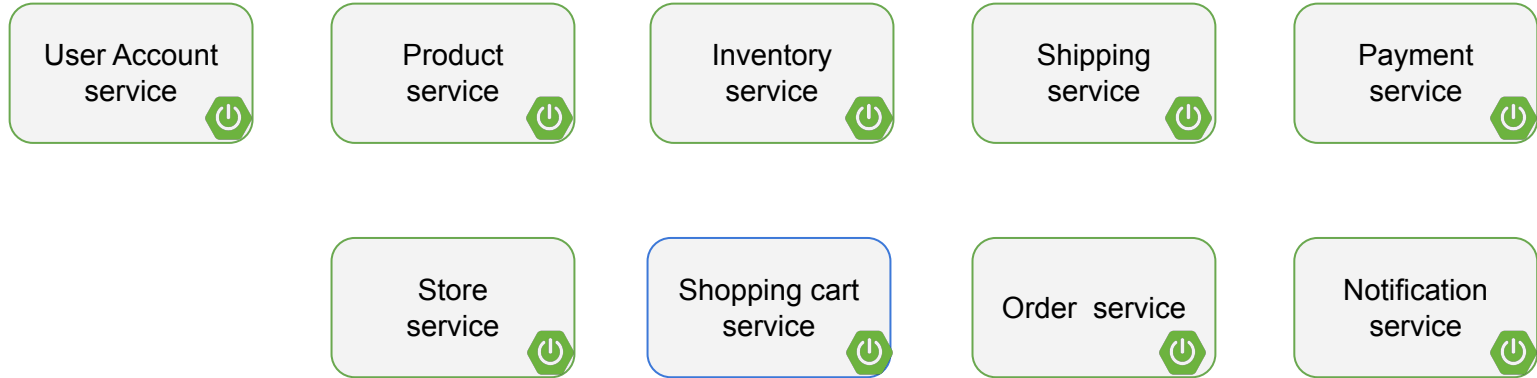 User Account
service
Product
service
Inventory
service
Shipping
service
Payment
service
Store
service
Shopping cart
service
Order  service
Notification
service